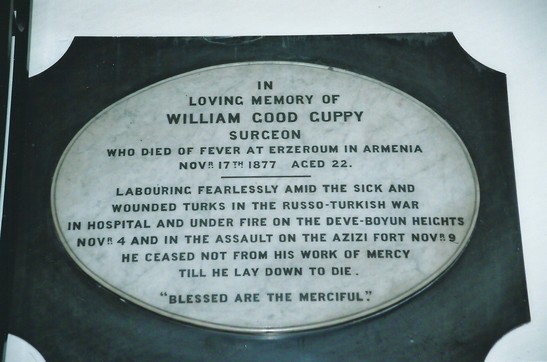 IN
LOVING MEMORY OF
WILLIAM GOOD GUPPY
SURGEON
WHO DIED OF FEVER AT ERZEROUM IN ARMENIA
NOVR 17TH 1877 AGED 22.
LABOURING FEARLESSLY AMID THE SICK AND
WOUNDED TURKS IN THE RUSSO-TURKISH WAR
IN HOSPITAL AND UNDER FIRE ON THE DEVE-BOYUN HEIGHTS
NOVR 4 AND IN THE ASSAULT ON THE AZIZI FORT NOVR 9
HE CEASED NOT FROM HIS WORK OF MERCY
TILL HE LAY DOWN TO DIE.
"BLESSED ARE THE MERCIFUL."